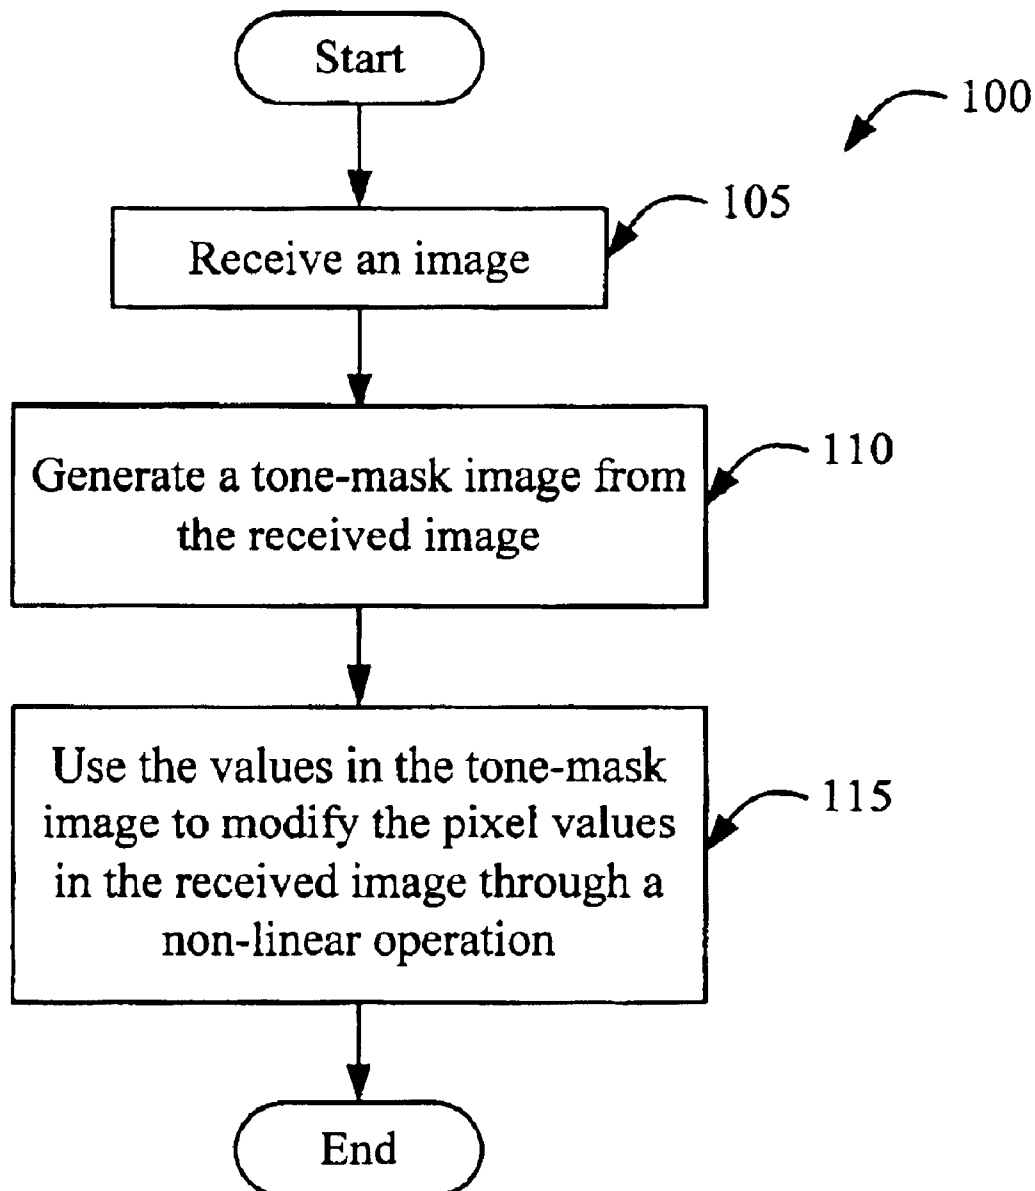 Start
100
105
Receive an image
110
Generate a tone-mask image from
the received image
115
Use the values in the tone-mask
image to modify the pixel values
in the received image through a
non-linear operation
End